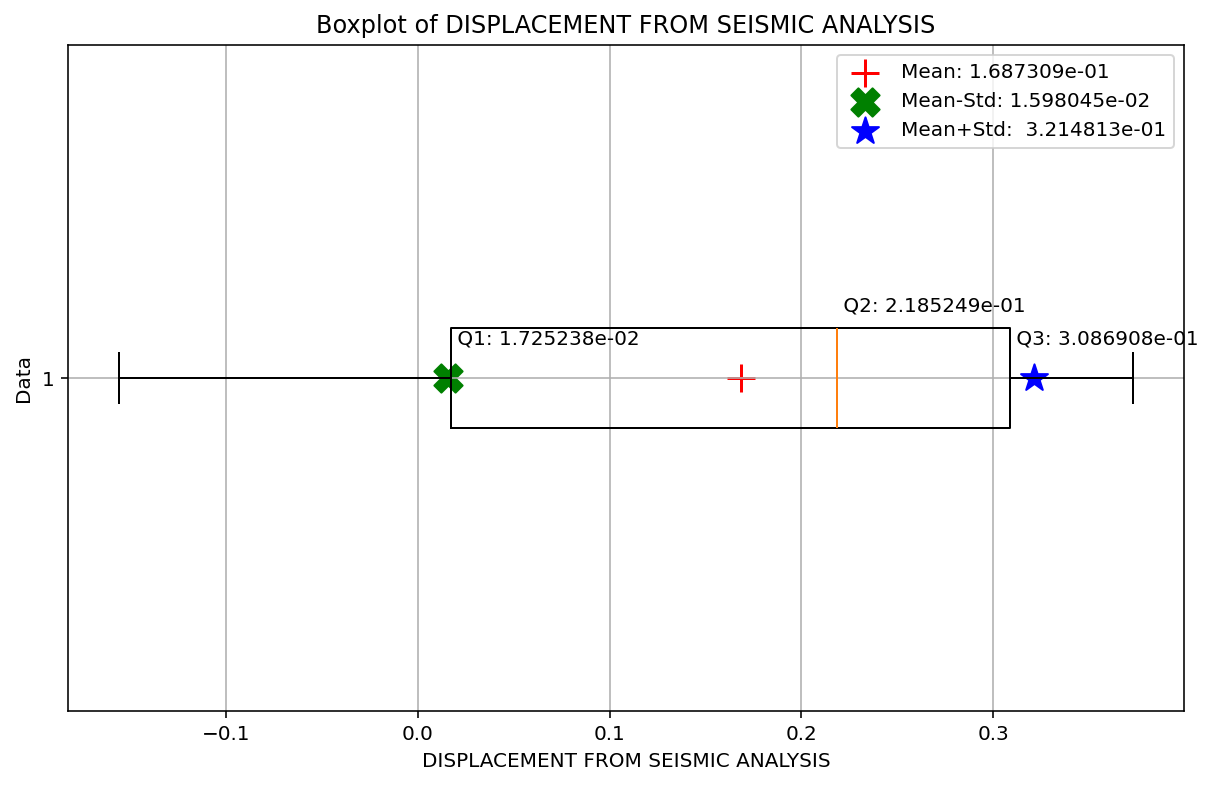 Boxplot of DISPLACEMENT FROM SEISMIC ANALYSIS
Mean: 1.687309e-01
Mean-Std: 1.598045e-02
Mean+Std:  3.214813e-01
Q2: 2.185249e-01
Q1: 1.725238e-02
Q3: 3.086908e-01
Data
1
−0.1
0.0
0.1
0.2
0.3
DISPLACEMENT FROM SEISMIC ANALYSIS